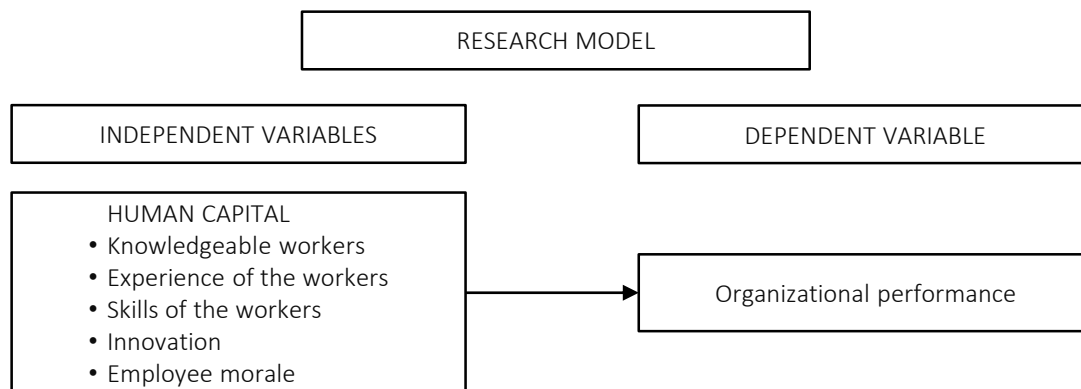 RESEARCH MODEL
INDEPENDENT VARIABLES
DEPENDENT VARIABLE
HUMAN CAPITAL
• Knowledgeable workers
• Experience of the workers
• Skills of the workers
• Innovation
• Employee morale
Organizational performance